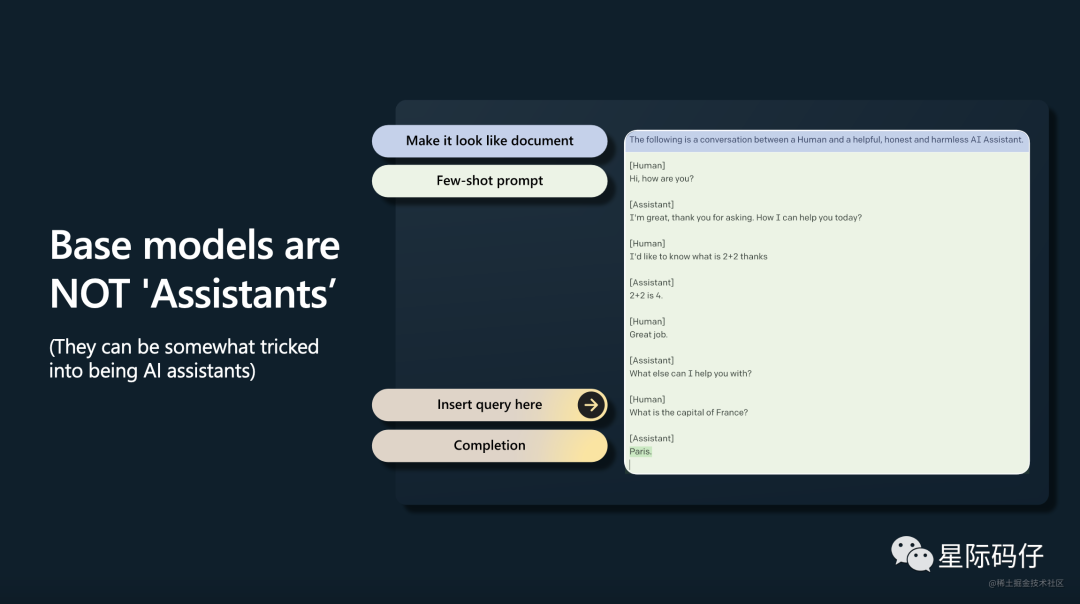 Base models are
NOT 'Assistants’
(They can be somewhat tricked
into being AI assistants)
Make it look like document
Few-shot prompt
Insert query here
Completion
The following is a conversation between a Human and a helpful, honest and harmless AI Assistant.
[Human]
Hi, how are you?
[Assistant]
I'm great, thank you for asking. How I can help you today?
[Human]
I'd like to know what is 2+2 thanks
[Assistant]
2+2 is 4.
[Human]
Great job.
[Assistant]
What else can I help you with?
[Human]
What is the capital of France?
[Assistant]
Paris.
星际码仔
@稀土掘金技术社区